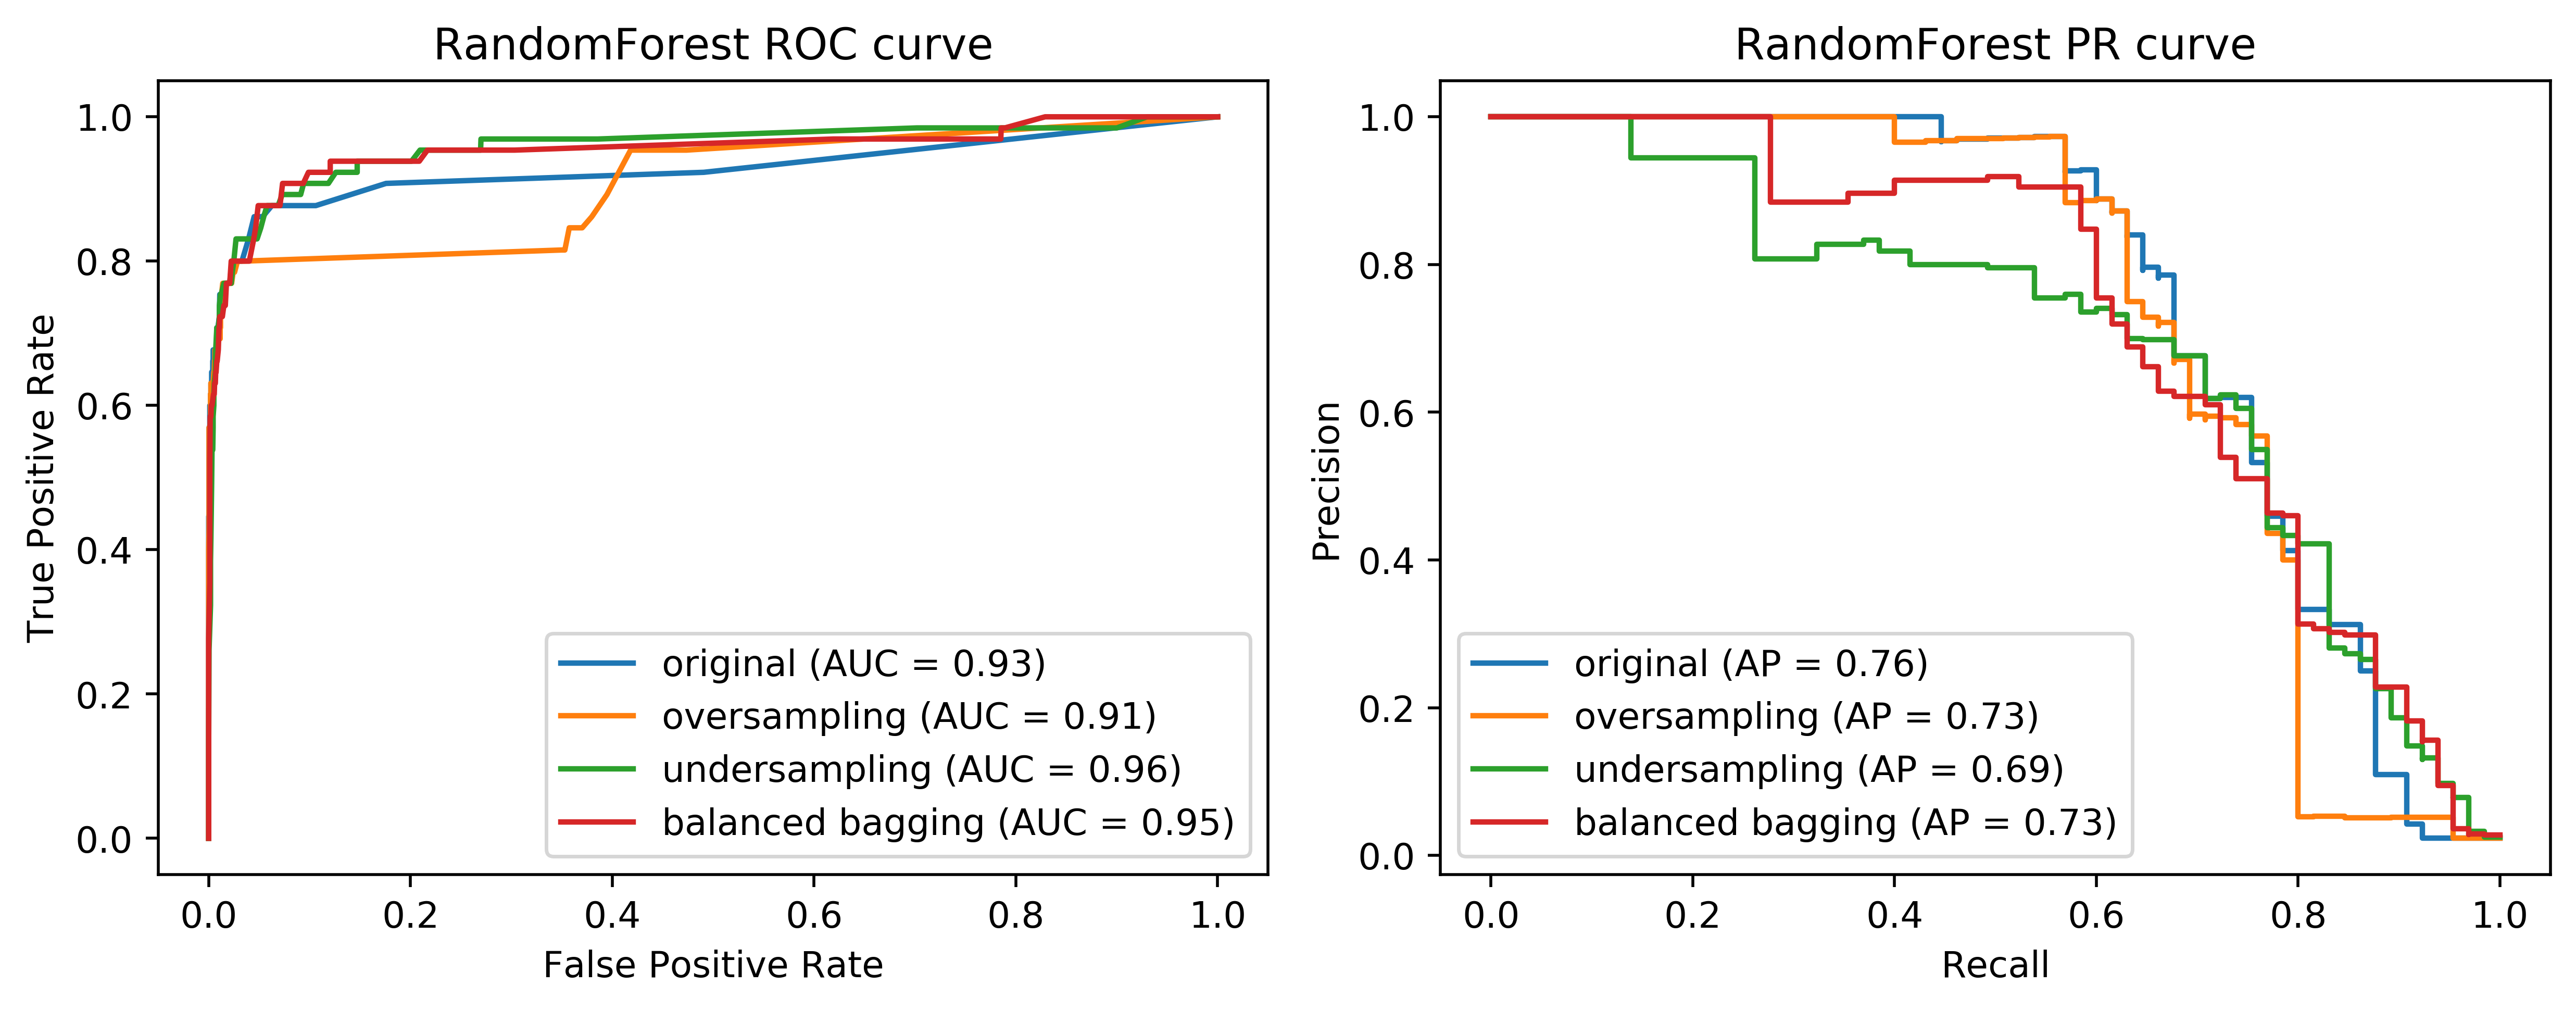 RandomForest ROC curve
True Positive Rate
1.0
0.8
0.6
0.4
0.2
0.0
original (AUC = 0.93)
oversampling (AUC = 0.91)
undersampling (AUC = 0.96)
balanced bagging (AUC = 0.95)
0.0 0.2 0.4 0.6 0.8 1.0
False Positive Rate
RandomForest PR curve
Precision
1.0
0.8
0.6
0.4
0.2
0.0
original (AP = 0.76)
oversampling (AP = 0.73)
undersampling (AP = 0.69)
balanced bagging (AP = 0.73)
0.0 0.2 0.4 0.6 0.8 1.0
Recall